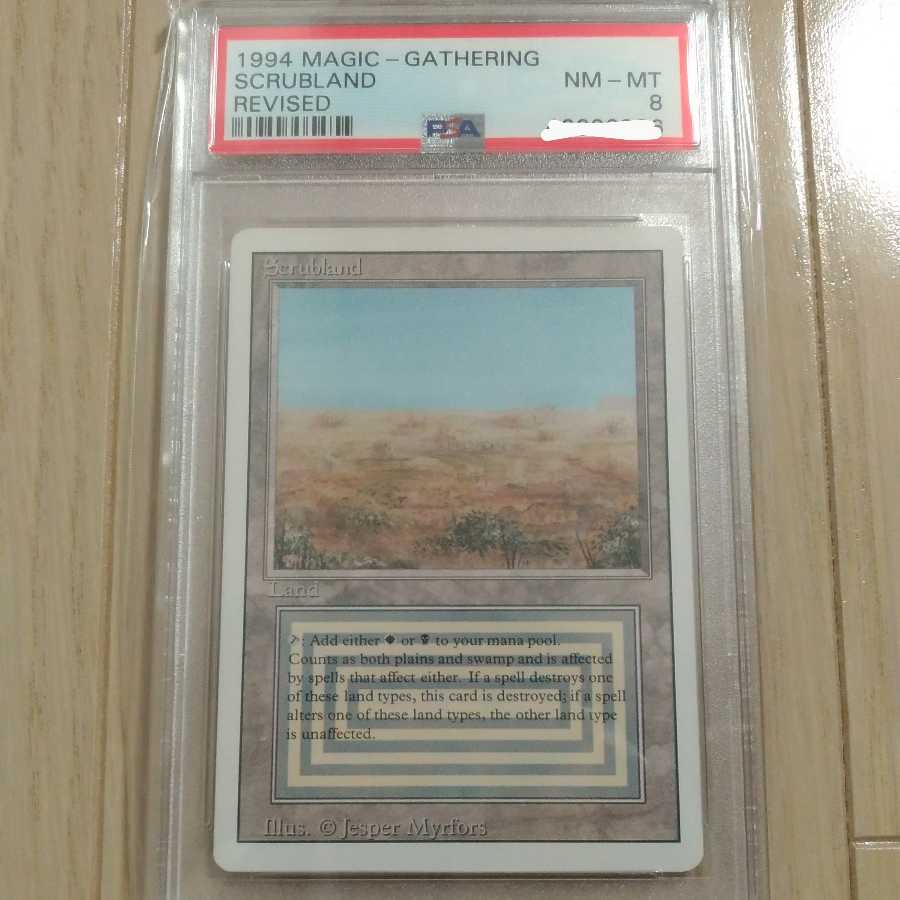 1994 MAGIC - GATHERING
SCRUBLAND NM - MT
REVISED 8
PSA
Scrubland
Land
: Add either or to your mana pool.
Counts as both plains and swamp and is affected
by spells that affect either. If a spell destroys one
of these land types, this card is destroyed; if a spell
alters one of these land types, the other land type
is unaffected.
Illus. © Jesper Myrfors